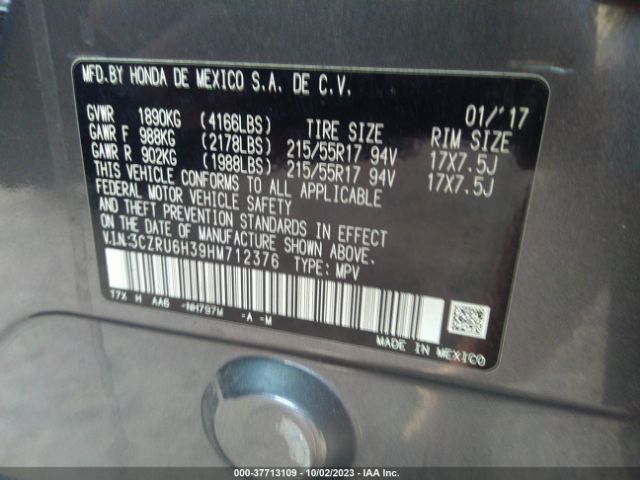 MFD.BY HONDA DE MEXICO S.A. DE C.V.
01/'17
GVWR 1890KG (4166LBS) TIRE SIZE RIM SIZE
GAWR F 988KG (2178LBS) 215/55R17 94V 17X7.5J
GAWR R 902KG (1988LBS) 215/55R17 94V 17X7.5J
THIS VEHICLE CONFORMS TO ALL APPLICABLE
FEDERAL MOTOR VEHICLE SAFETY
AND THEFT PREVENTION STANDARDS IN EFFECT
ON THE DATE OF MANUFACTURE SHOWN ABOVE.
V.I.N:3CZRU6H39HM712376 TYPE: MPV
T7X H AA6 -NH797M =A =M
MADE IN MEXICO
000-37713109 - 10/02/2023 - IAA Inc.